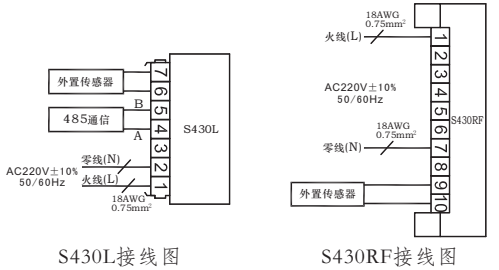 外置传感器
485通信
B
A
7
6
5
4
3
2
1
S430L
零线(N)
AC220V±10%
50/60Hz
火线(L)
18AWG
0.75mm²
S430L接线图
18AWG
0.75mm²
火线(L)
AC220V±10%
50/60Hz
18AWG
0.75mm²
零线(N)
外置传感器
1
2
3
4
5
6
7
8
9
10
S430RF
S430RF接线图